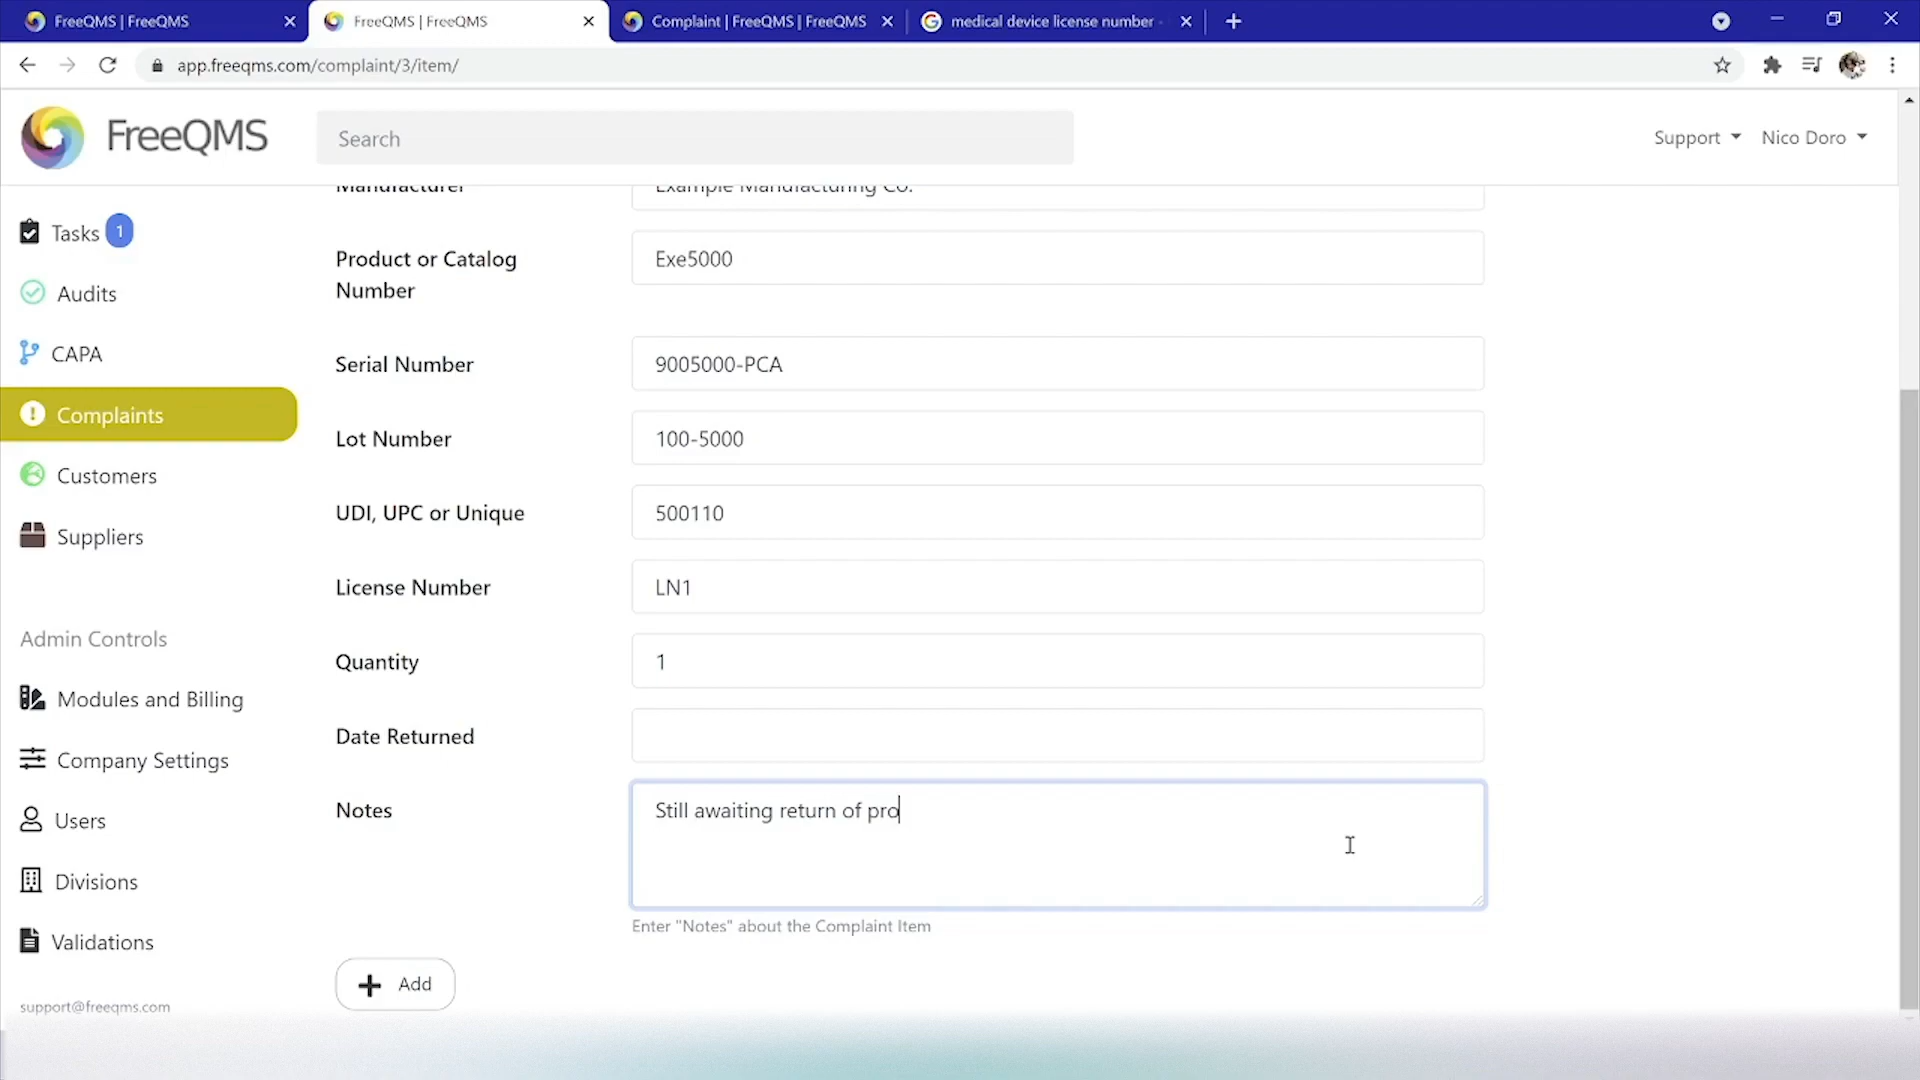 FreeQMS | FreeQMS
FreeQMS | FreeQMS
Complaint | FreeQMS | FreeQMS
medical device license number -
app.freeqms.com/complaint/3/item/
FreeQMS
Search
Support
Nico Doro
Tasks 1
Audits
CAPA
Complaints
Customers
Suppliers
Admin Controls
Modules and Billing
Company Settings
Users
Divisions
Validations
support@freeqms.com
Manufacturer
Example Manufacturing Co.
Product or Catalog
Number
Exe5000
Serial Number
9005000-PCA
Lot Number
100-5000
UDI, UPC or Unique
500110
License Number
LN1
Quantity
1
Date Returned
Notes
Still awaiting return of pro
Enter "Notes" about the Complaint Item
Add